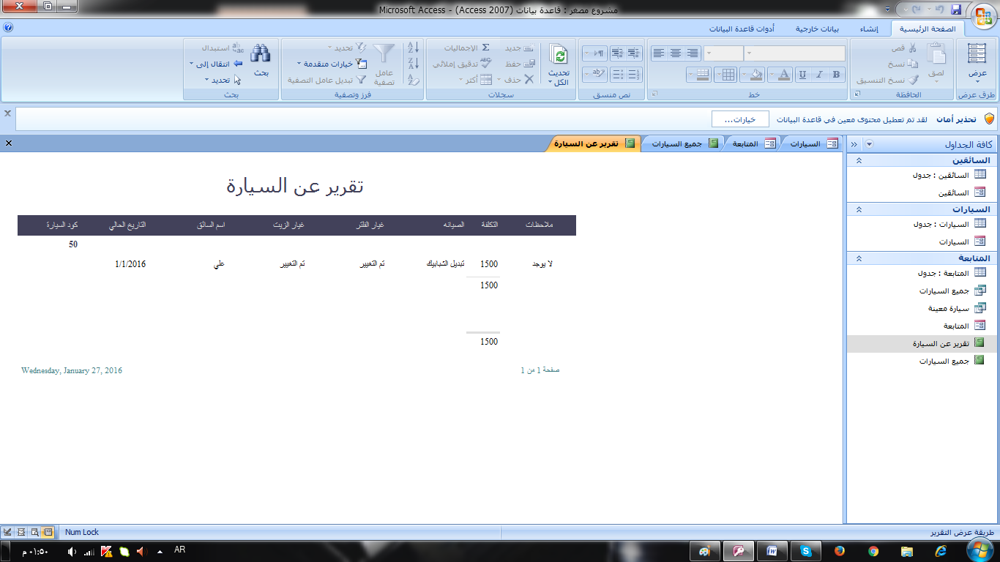 مشروع مصغر : قاعدة بيانات (Access 2007) - Microsoft Access
الصفحة الرئيسية
إنشاء
بيانات خارجية
أدوات قاعدة البيانات
عرض
طرق عرض
لصق
قص
نسخ
نسخ التنسيق
الحافظة
B I U A
خط
نص منسق
تحديث الكل
جديد
حفظ
حذف
الإجماليات
تدقيق إملائي
أكثر
سجلات
عامل تصفية
تحديد
خيارات متقدمة
تبديل عامل التصفية
فرز وتصفية
بحث
استبدال
انتقال إلى
تحديد
بحث
تحذير أمان لقد تم تعطيل محتوى معين في قاعدة البيانات
خيارات...
كافة الجداول
السائقين
السائقين : جدول
السائقين
السيارات
السيارات : جدول
السيارات
المتابعة
المتابعة : جدول
جميع السيارات
سيارة معينة
المتابعة
تقرير عن السيارة
جميع السيارات
السيارات
المتابعة
جميع السيارات
تقرير عن السيارة
تقرير عن السيارة
ملاحظات التكلفة الصيانه غيار الفلتر غيار الزيت اسم السائق التاريخ الحالي كود السيارة
50
لا يوجد 1500 تبديل الشبابيك تم التغيير تم التغيير علي 1/1/2016
1500
1500
صفحة 1 من 1
Wednesday, January 27, 2016
طريقة عرض التقرير
Num Lock
AR
٠١:٥٠ م